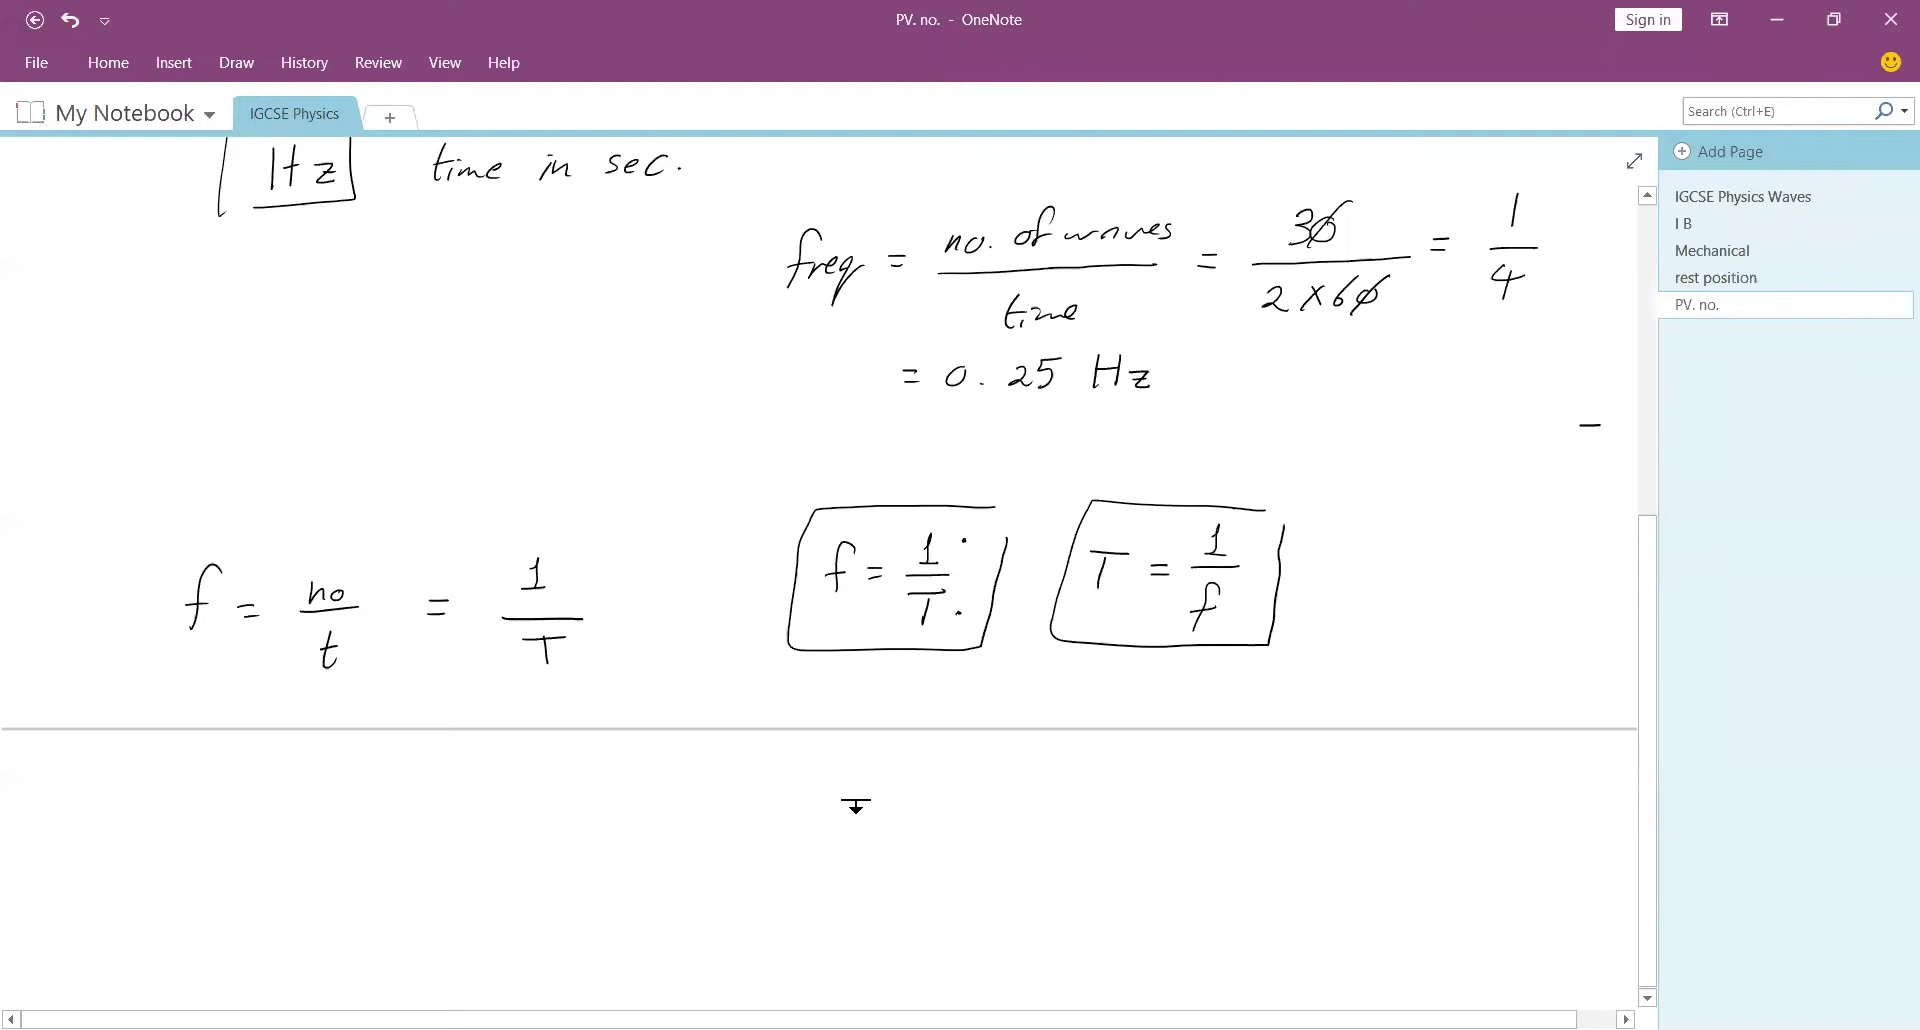 PV. no. - OneNote
Sign in
File Home Insert Draw History Review View Help
My Notebook
IGCSE Physics
+
Search (Ctrl+E)
Add Page
IGCSE Physics Waves
I B
Mechanical
rest position
PV. no.
Hz
time in sec.
freq = no. of waves / time = 30 / 2 × 60 = 1 / 4
= 0.25 Hz
f = no / t = 1 / T
f = 1 / T
T = 1 / f